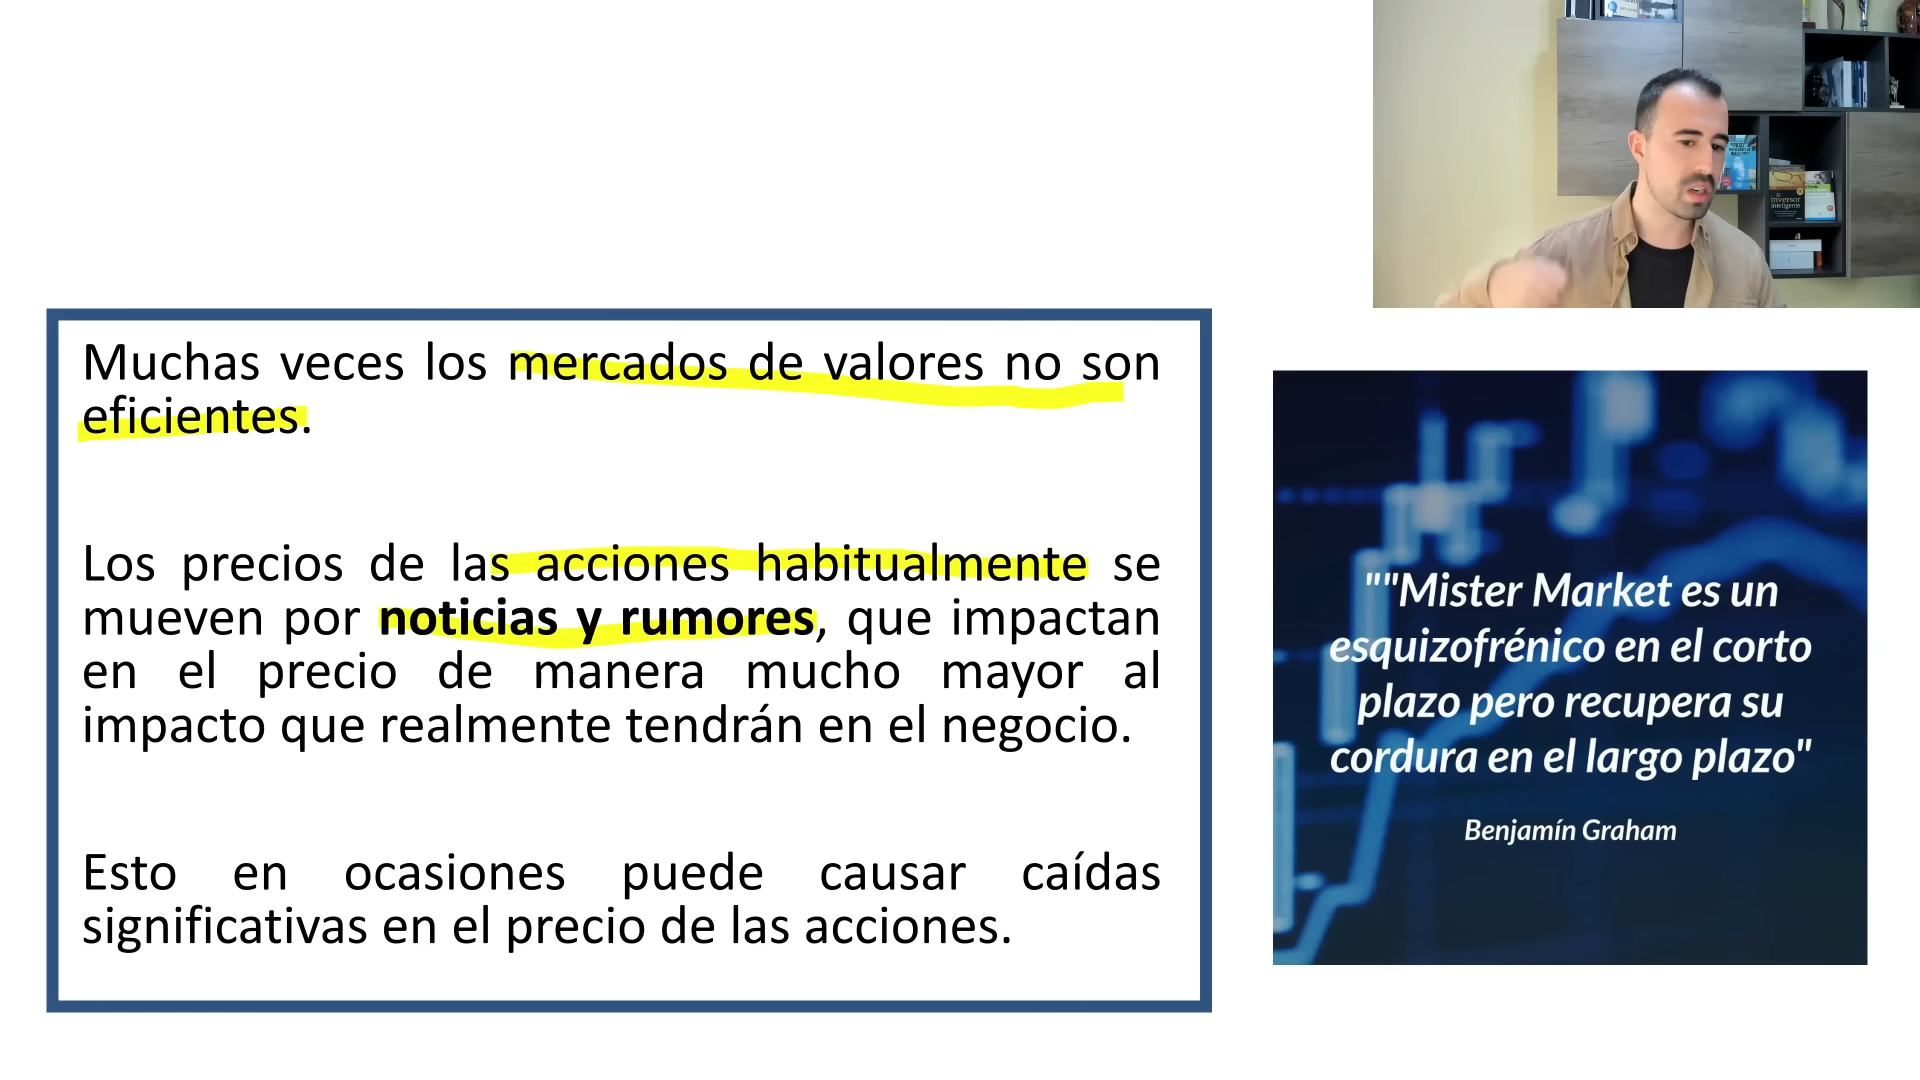 inversor
inteligente
Muchas veces los mercados de valores no son
eficientes.
Los precios de las acciones habitualmente se
mueven por noticias y rumores, que impactan
en el precio de manera mucho mayor al
impacto que realmente tendrán en el negocio.
Esto en ocasiones puede causar caídas
significativas en el precio de las acciones.
""Mister Market es un
esquizofrénico en el corto
plazo pero recupera su
cordura en el largo plazo"
Benjamín Graham